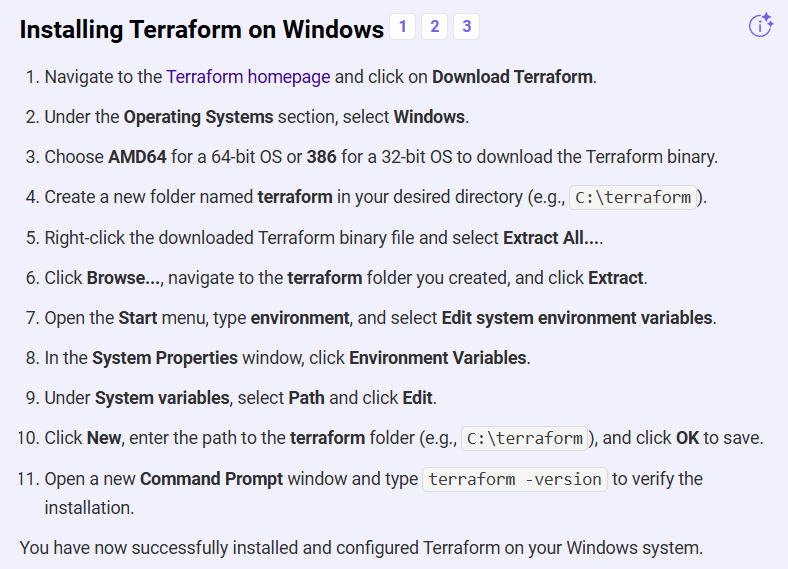 Installing Terraform on Windows 1 2 3
1. Navigate to the Terraform homepage and click on Download Terraform.
2. Under the Operating Systems section, select Windows.
3. Choose AMD64 for a 64-bit OS or 386 for a 32-bit OS to download the Terraform binary.
4. Create a new folder named terraform in your desired directory (e.g., C:\terraform).
5. Right-click the downloaded Terraform binary file and select Extract All....
6. Click Browse..., navigate to the terraform folder you created, and click Extract.
7. Open the Start menu, type environment, and select Edit system environment variables.
8. In the System Properties window, click Environment Variables.
9. Under System variables, select Path and click Edit.
10. Click New, enter the path to the terraform folder (e.g., C:\terraform), and click OK to save.
11. Open a new Command Prompt window and type terraform -version to verify the
installation.
You have now successfully installed and configured Terraform on your Windows system.